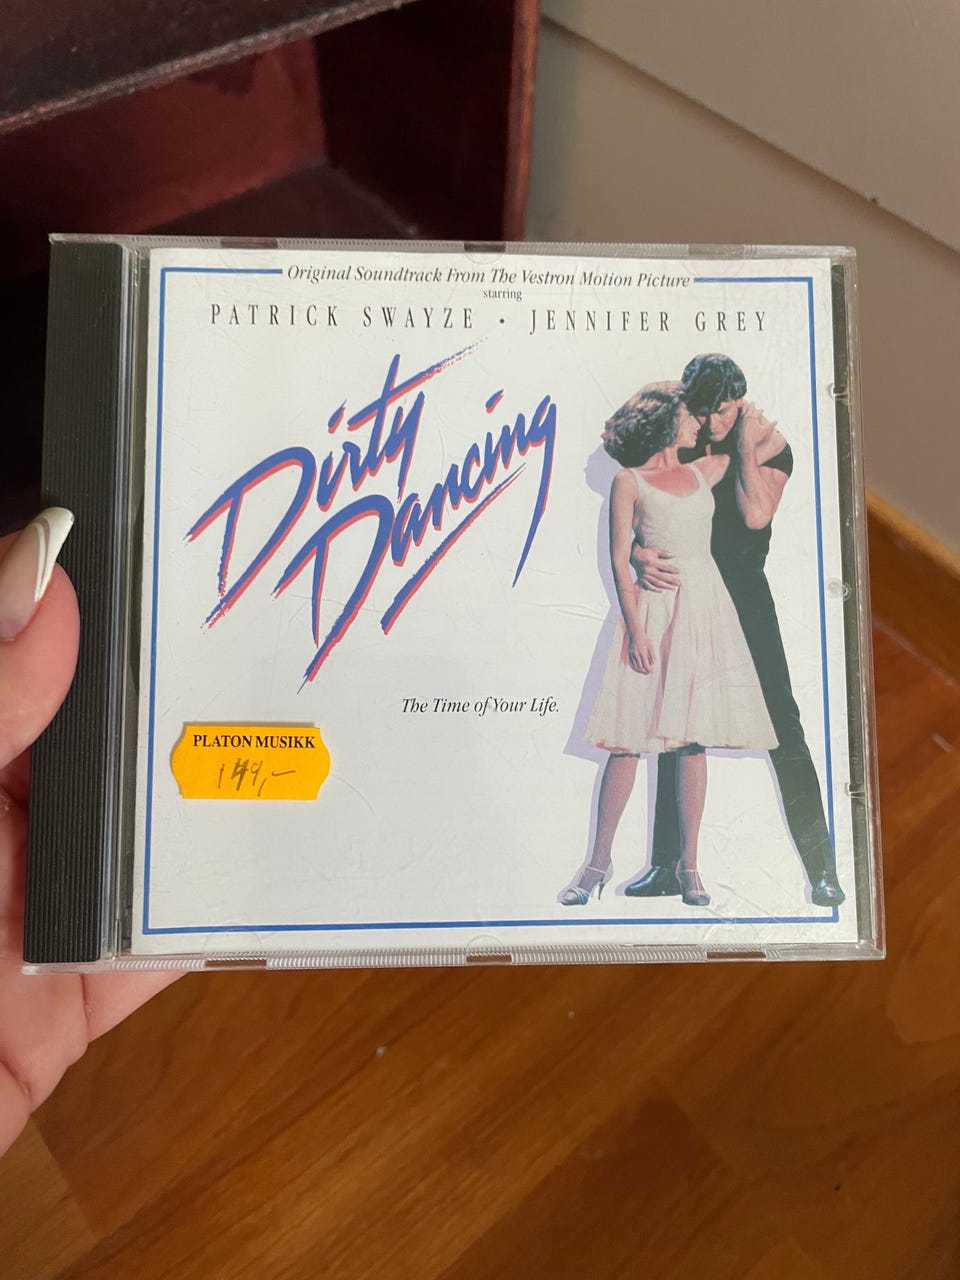 Original Soundtrack From The Vestron Motion Picture
starring
PATRICK SWAYZE • JENNIFER GREY
Dirty
Dancing
The Time of Your Life.
PLATON MUSIKK
149,-